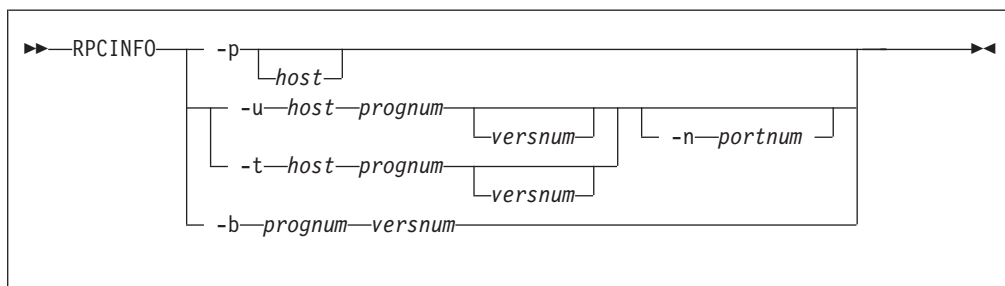 RPCINFO -p
host
-u host prognum -n portnum
versnum
-t host prognum
versnum
-b prognum versnum